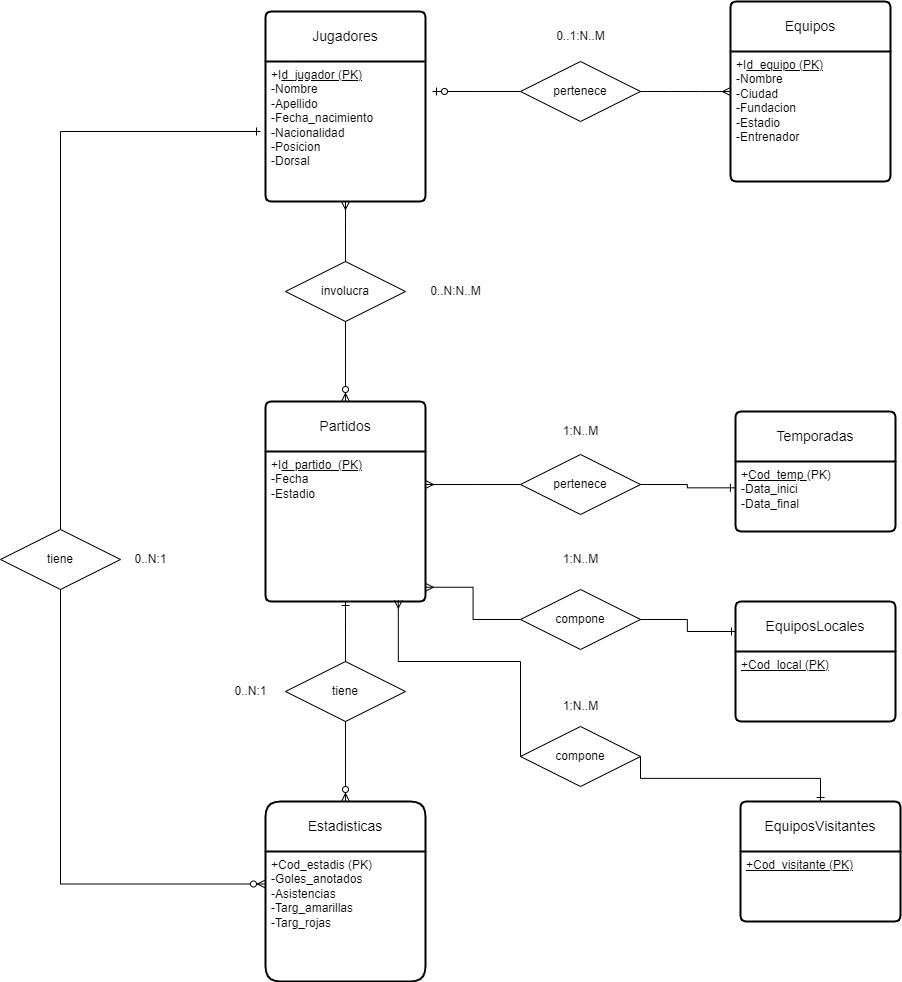 Jugadores
+Id_jugador (PK)
-Nombre
-Apellido
-Fecha_nacimiento
-Nacionalidad
-Posicion
-Dorsal
0..1:N..M
pertenece
Equipos
+Id_equipo (PK)
-Nombre
-Ciudad
-Fundacion
-Estadio
-Entrenador
involucra
0..N:N..M
Partidos
+Id_partido (PK)
-Fecha
-Estadio
1:N..M
pertenece
Temporadas
+Cod_temp (PK)
-Data_inici
-Data_final
tiene
0..N:1
1:N..M
compone
EquiposLocales
+Cod_local (PK)
0..N:1
tiene
1:N..M
compone
EquiposVisitantes
+Cod_visitante (PK)
Estadisticas
+Cod_estadis (PK)
-Goles_anotados
-Asistencias
-Targ_amarillas
-Targ_rojas